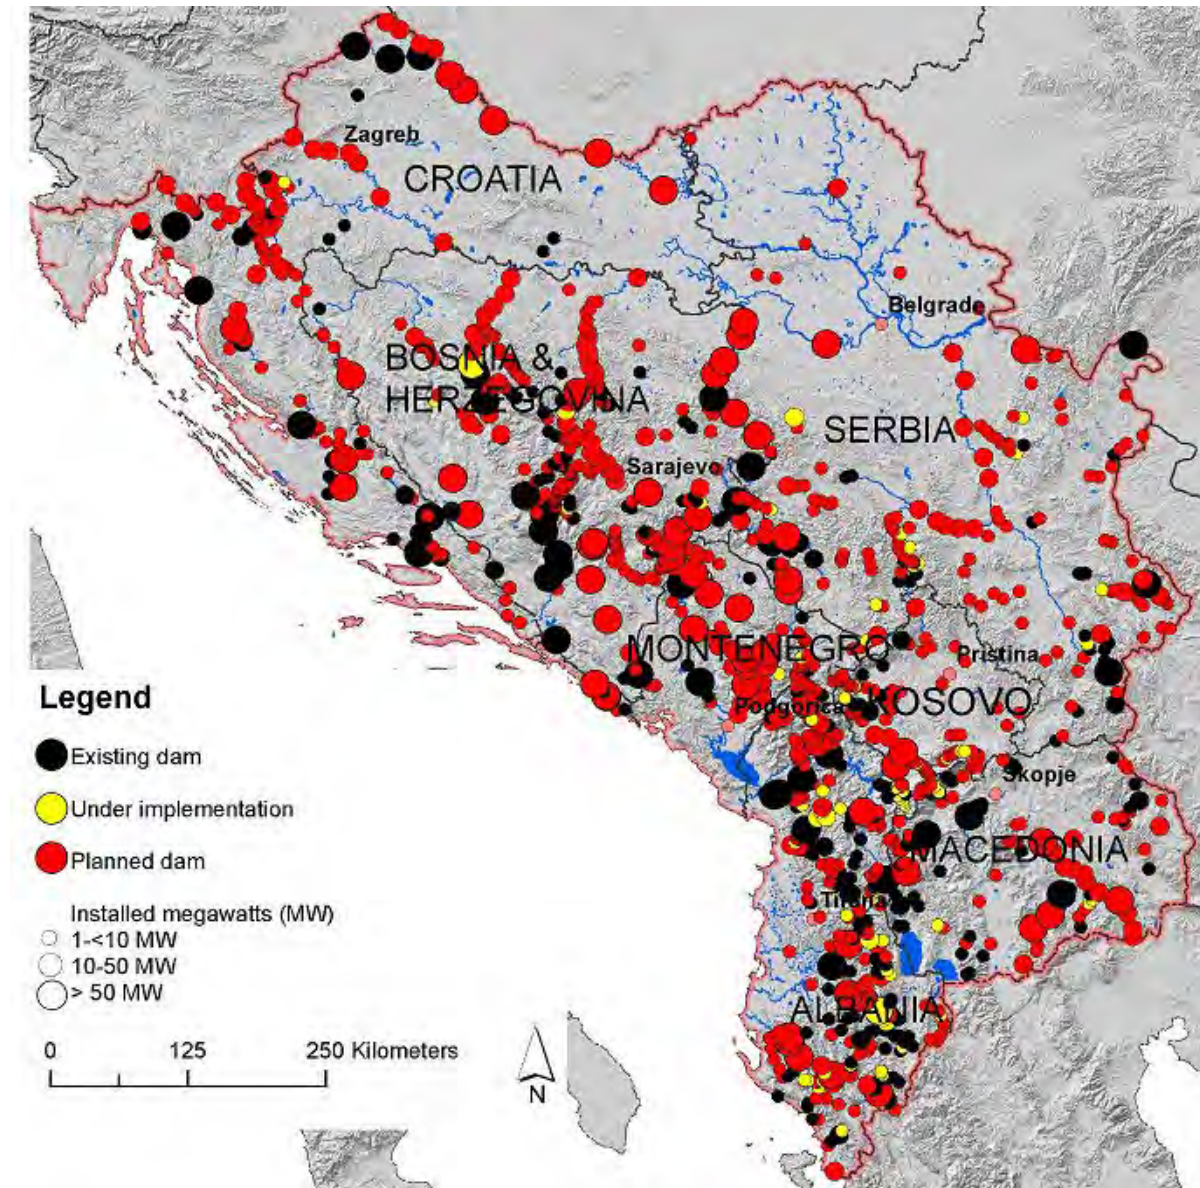 Zagreb
CROATIA
Belgrade
BOSNIA &
HERZEGOVINA
SERBIA
Sarajevo
MONTENEGRO
Pristina
Podgorica
KOSOVO
Skopje
MACEDONIA
Tirana
ALBANIA
Legend
Existing dam
Under implementation
Planned dam
Installed megawatts (MW)
1-<10 MW
10-50 MW
> 50 MW
0 125 250 Kilometers
N